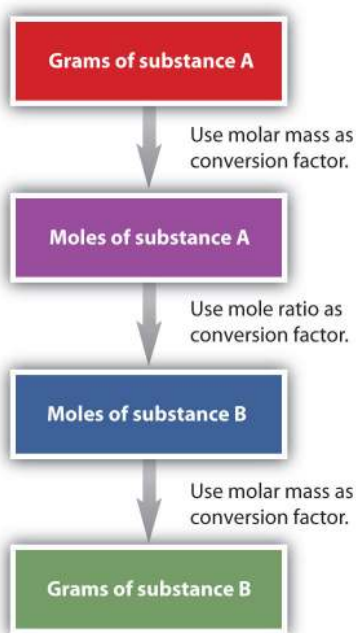 Grams of substance A
Use molar mass as
conversion factor.
Moles of substance A
Use mole ratio as
conversion factor.
Moles of substance B
Use molar mass as
conversion factor.
Grams of substance B